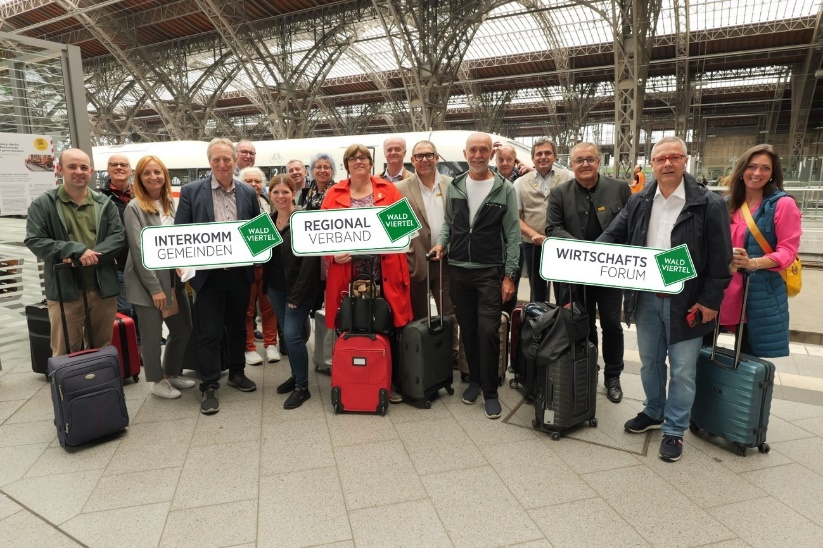 INTERKOMM
GEMEINDEN
WALD
VIERTEL
REGIONAL
VERBAND
WALD
VIERTEL
WIRTSCHAFTS
FORUM
WALD
VIERTEL